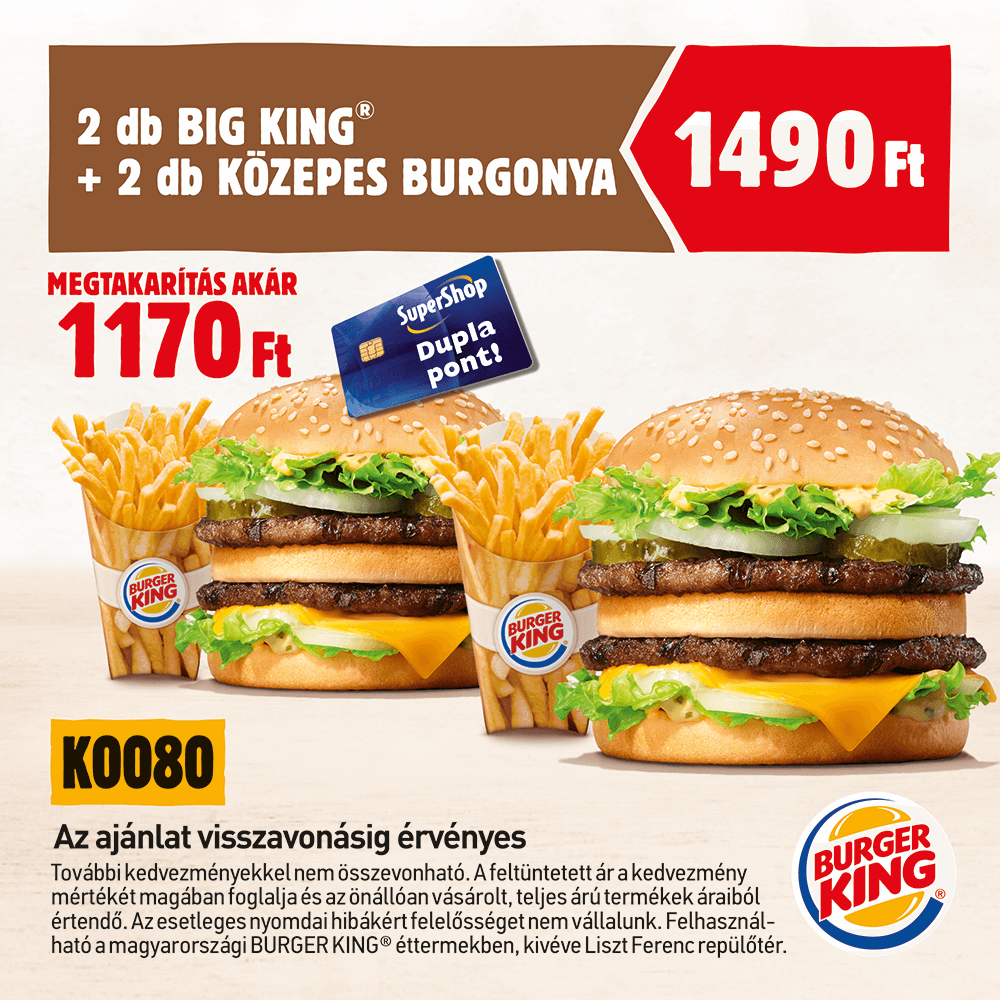 2 db BIG KING®
+ 2 db KÖZEPES BURGONYA
1490 Ft
MEGTAKARÍTÁS AKÁR
1170 Ft
SuperShop
Dupla
pont!
BURGER
KING
BURGER
KING
K0080
Az ajánlat visszavonásig érvényes
További kedvezményekkel nem összevonható. A feltüntetett ár a kedvezmény
mértékét magában foglalja és az önállóan vásárolt, teljes árú termékek áraiból
értendő. Az esetleges nyomdai hibákért felelősséget nem vállalunk. Felhasznál-
ható a magyarországi BURGER KING® éttermekben, kivéve Liszt Ferenc repülőtér.
BURGER
KING®